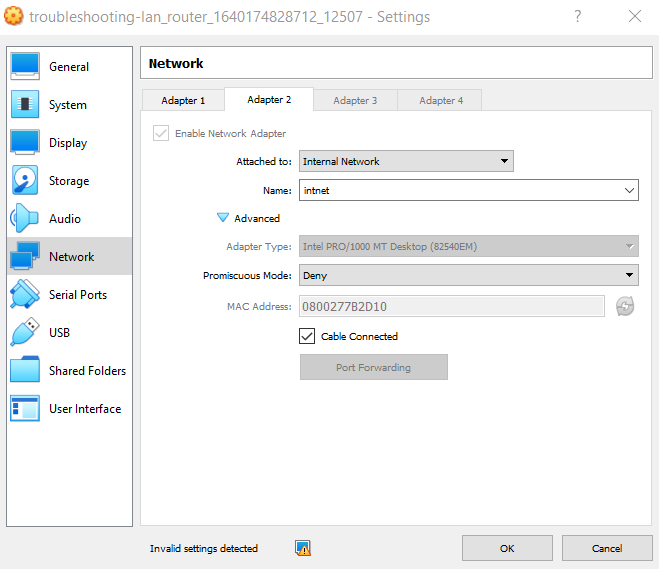 troubleshooting-lan_router_1640174828712_12507 - Settings
General
System
Display
Storage
Audio
Network
Serial Ports
USB
Shared Folders
User Interface
Network
Adapter 1 Adapter 2 Adapter 3 Adapter 4
Enable Network Adapter
Attached to: Internal Network
Name: intnet
Advanced
Adapter Type: Intel PRO/1000 MT Desktop (82540EM)
Promiscuous Mode: Deny
MAC Address: 0800277B2D10
Cable Connected
Port Forwarding
Invalid settings detected
OK Cancel